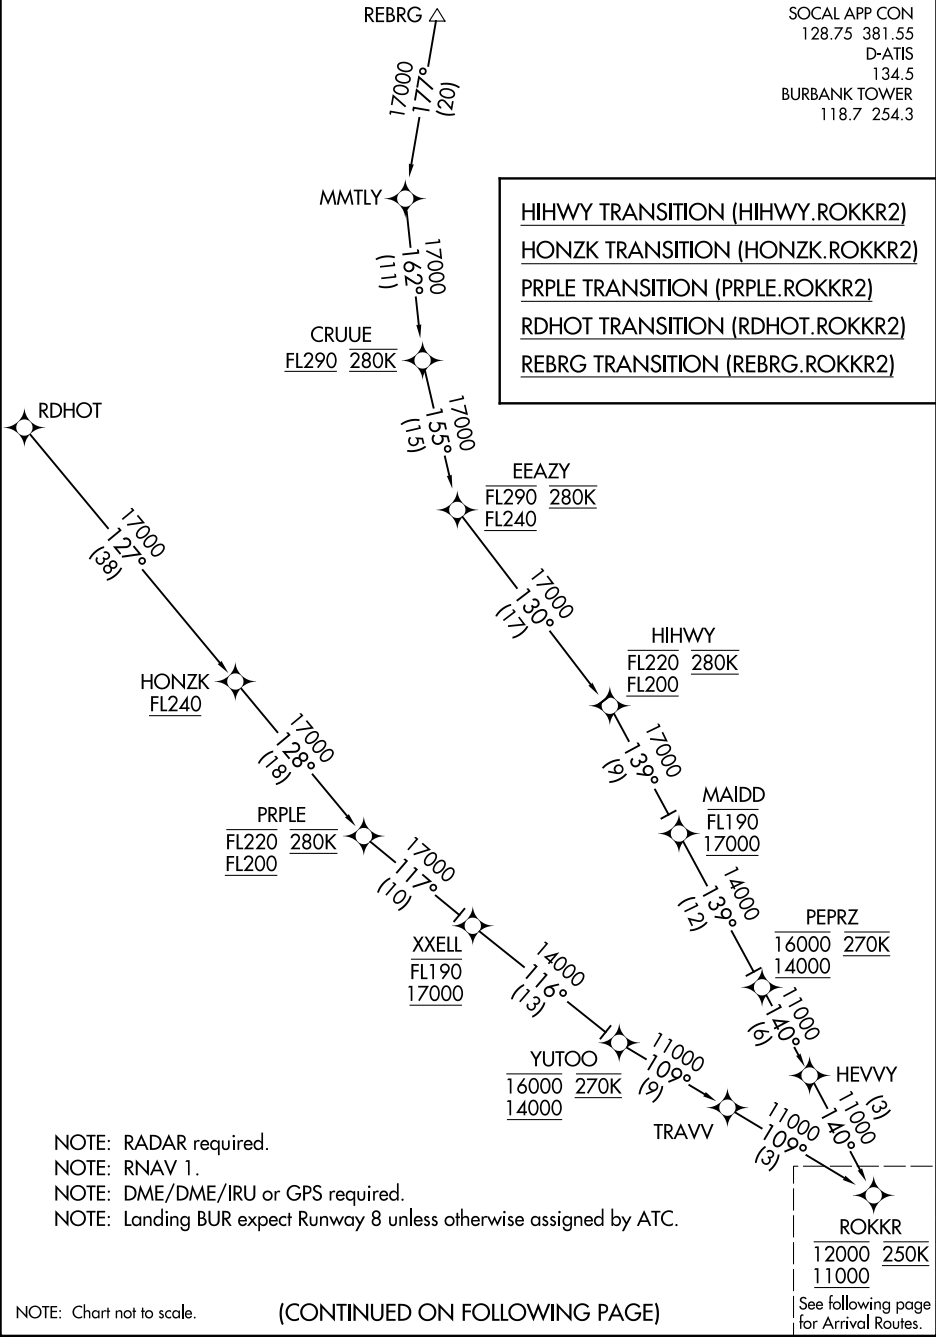 REBRG
SOCAL APP CON
128.75 381.55
D-ATIS
134.5
BURBANK TOWER
118.7 254.3
17000
177°
(20)
MMTLY
HIHWY TRANSITION (HIHWY.ROKKR2)
HONZK TRANSITION (HONZK.ROKKR2)
PRPLE TRANSITION (PRPLE.ROKKR2)
RDHOT TRANSITION (RDHOT.ROKKR2)
REBRG TRANSITION (REBRG.ROKKR2)
17000
162°
(11)
CRUUE
FL290 280K
RDHOT
17000
155°
(15)
EEAZY
FL290 280K
FL240
17000
127°
(38)
17000
130°
(17)
HIHWY
FL220 280K
FL200
HONZK
FL240
17000
128°
(18)
17000
139°
(9)
MAIDD
FL190
17000
PRPLE
FL220 280K
FL200
17000
117°
(10)
14000
139°
(12)
PEPRZ
16000 270K
14000
XXELL
FL190
17000
14000
116°
(13)
11000
140°
(6)
YUTOO
16000 270K
14000
11000
109°
(9)
HEVVY
(3)
11000
140°
TRAVV
11000
109°
(3)
NOTE: RADAR required.
NOTE: RNAV 1.
NOTE: DME/DME/IRU or GPS required.
NOTE: Landing BUR expect Runway 8 unless otherwise assigned by ATC.
ROKKR
12000 250K
11000
See following page
for Arrival Routes.
NOTE: Chart not to scale.
(CONTINUED ON FOLLOWING PAGE)